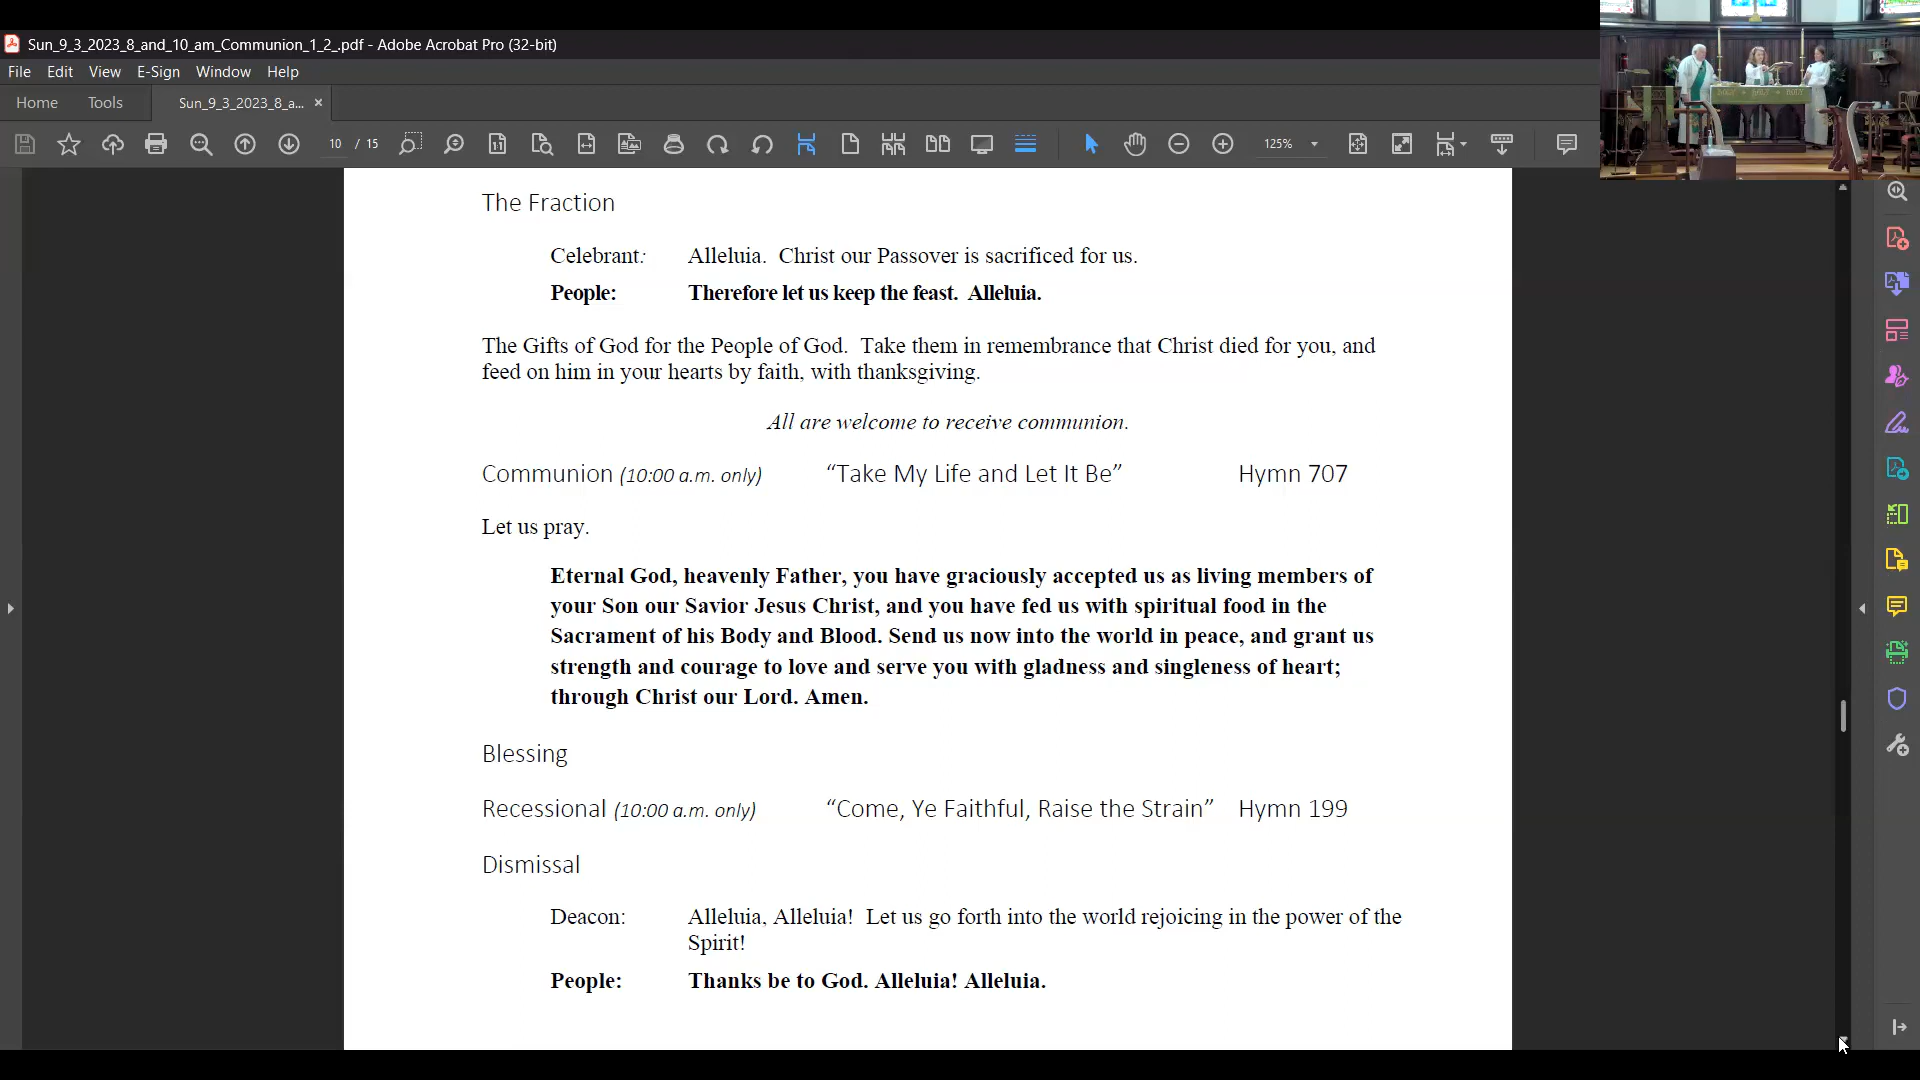 Sun_9_3_2023_8_and_10_am_Communion_1_2_.pdf - Adobe Acrobat Pro (32-bit)
File Edit View E-Sign Window Help
Home Tools Sun_9_3_2023_8_a... ×
10 / 15 125%
The Fraction
Celebrant: Alleluia. Christ our Passover is sacrificed for us.
People: Therefore let us keep the feast. Alleluia.
The Gifts of God for the People of God. Take them in remembrance that Christ died for you, and
feed on him in your hearts by faith, with thanksgiving.
All are welcome to receive communion.
Communion (10:00 a.m. only) “Take My Life and Let It Be” Hymn 707
Let us pray.
Eternal God, heavenly Father, you have graciously accepted us as living members of
your Son our Savior Jesus Christ, and you have fed us with spiritual food in the
Sacrament of his Body and Blood. Send us now into the world in peace, and grant us
strength and courage to love and serve you with gladness and singleness of heart;
through Christ our Lord. Amen.
Blessing
Recessional (10:00 a.m. only) “Come, Ye Faithful, Raise the Strain” Hymn 199
Dismissal
Deacon: Alleluia, Alleluia! Let us go forth into the world rejoicing in the power of the
Spirit!
People: Thanks be to God. Alleluia! Alleluia.